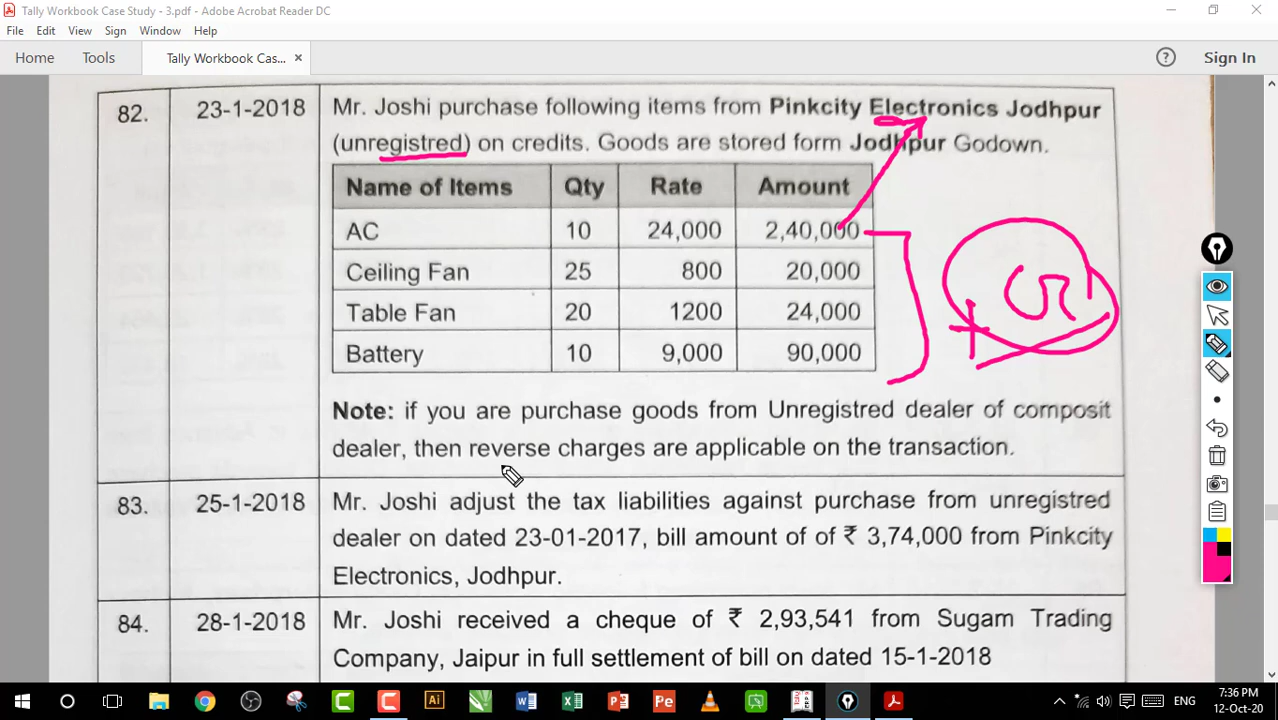 Tally Workbook Case Study - 3.pdf - Adobe Acrobat Reader DC
File Edit View Sign Window Help
Home Tools Tally Workbook Cas... × Sign In
82. 23-1-2018 Mr. Joshi purchase following items from Pinkcity Electronics Jodhpur
(unregistred) on credits. Goods are stored form Jodhpur Godown.
Name of Items Qty Rate Amount
AC 10 24,000 2,40,000
Ceiling Fan 25 800 20,000
Table Fan 20 1200 24,000
Battery 10 9,000 90,000
Note: if you are purchase goods from Unregistred dealer of composit
dealer, then reverse charges are applicable on the transaction.
83. 25-1-2018 Mr. Joshi adjust the tax liabilities against purchase from unregistred
dealer on dated 23-01-2017, bill amount of of ₹ 3,74,000 from Pinkcity
Electronics, Jodhpur.
84. 28-1-2018 Mr. Joshi received a cheque of ₹ 2,93,541 from Sugam Trading
Company, Jaipur in full settlement of bill on dated 15-1-2018
ENG 7:36 PM
12-Oct-20